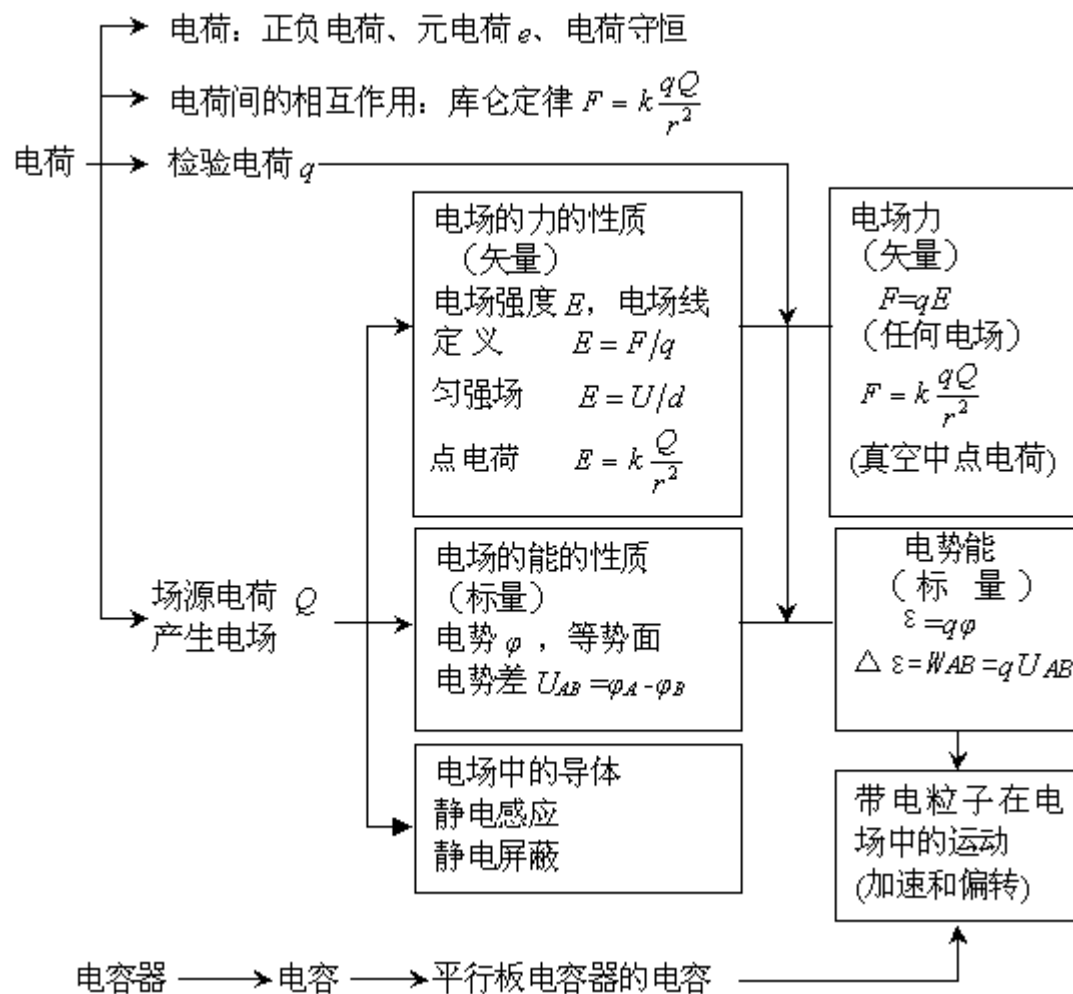 电荷：正负电荷、元电荷 e、电荷守恒
电荷间的相互作用：库仑定律 F = k qQ/r²
电荷
检验电荷 q
电场的力的性质
（矢量）
电场强度 E，电场线
定义 E = F/q
匀强场 E = U/d
点电荷 E = k Q/r²
电场力
（矢量）
F=qE
（任何电场）
F = k qQ/r²
(真空中点电荷)
场源电荷 Q
产生电场
电场的能的性质
（标量）
电势 φ ，等势面
电势差 U_AB =φ_A - φ_B
电势能
（标 量）
ε=qφ
△ ε=W_AB =q U_AB
电场中的导体
静电感应
静电屏蔽
带电粒子在电
场中的运动
(加速和偏转)
电容器 电容 平行板电容器的电容